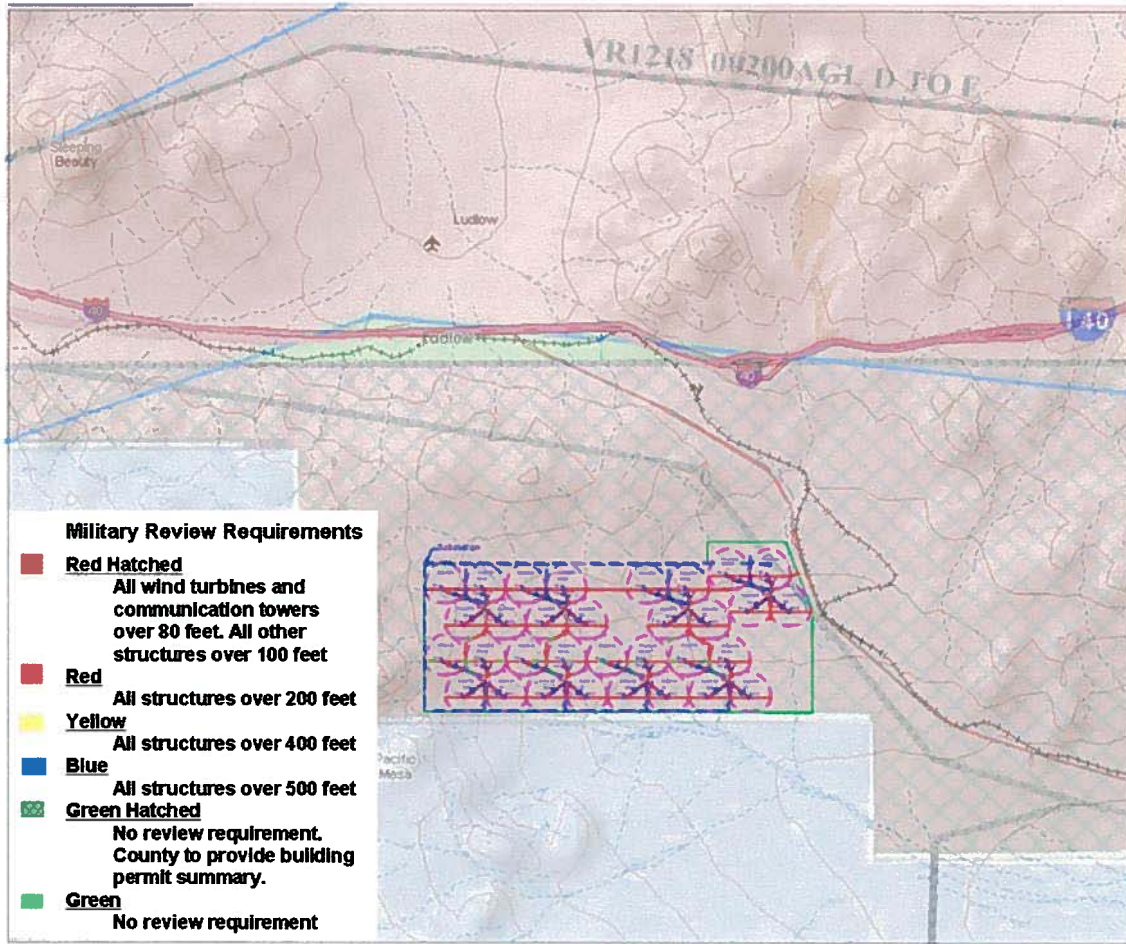 VR1218 00200AGL D TO E
Sleeping
Beauty
Ludlow
40
I-40
Ludlow
40
Military Review Requirements
Red Hatched
All wind turbines and
communication towers
over 80 feet. All other
structures over 100 feet
Red
All structures over 200 feet
Yellow
All structures over 400 feet
Blue
All structures over 500 feet
Green Hatched
No review requirement.
County to provide building
permit summary.
Green
No review requirement
Substation
Pacific
Mesa